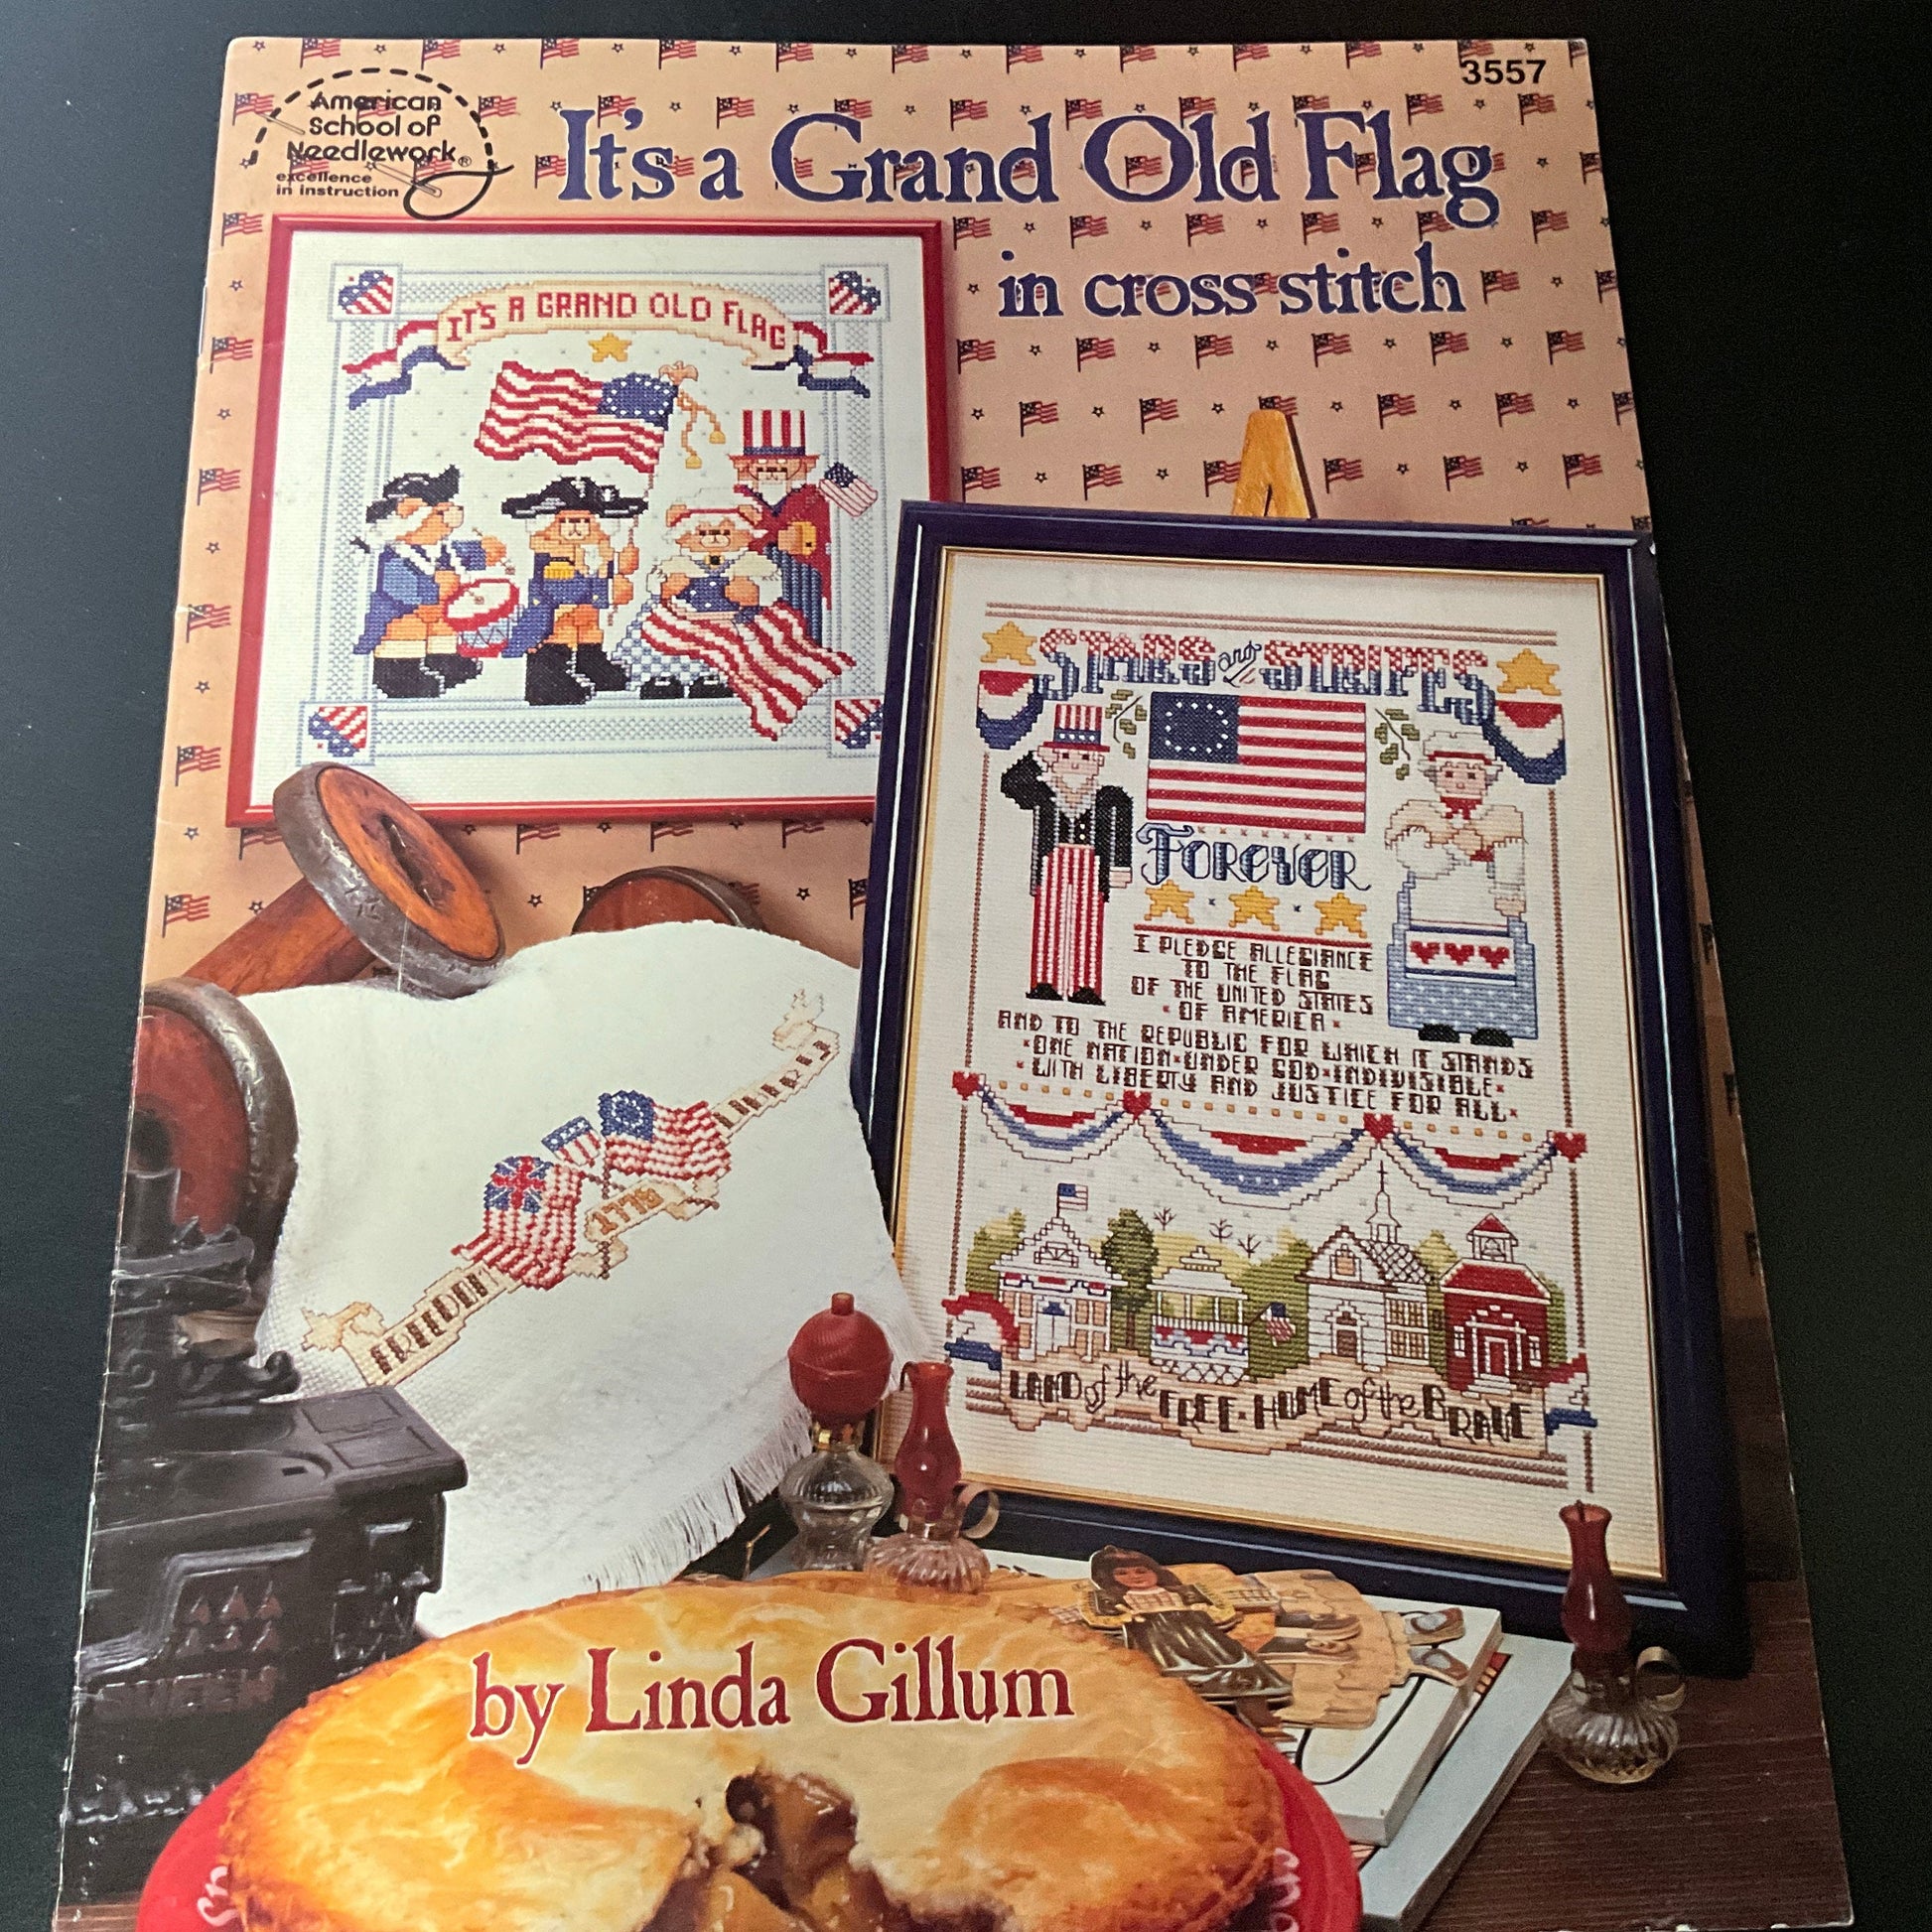 3557
American
School of
Needlework®
excellence
in instruction
It's a Grand Old Flag
in cross stitch
IT'S A GRAND OLD FLAG
STARS and STRIPES
FOREVER
I PLEDGE ALLEGIANCE
TO THE FLAG
OF THE UNITED STATES
OF AMERICA
AND TO THE REPUBLIC FOR WHICH IT STANDS
ONE NATION UNDER GOD INDIVISIBLE
WITH LIBERTY AND JUSTICE FOR ALL
LAND of the FREE HOME of the BRAVE
FREEDOM
1776
LIBERTY
QUEEN
by Linda Gillum